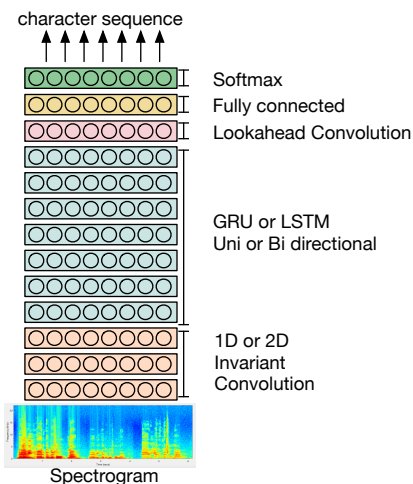 character sequence
Softmax
Fully connected
Lookahead Convolution
GRU or LSTM
Uni or Bi directional
1D or 2D
Invariant
Convolution
Spectrogram